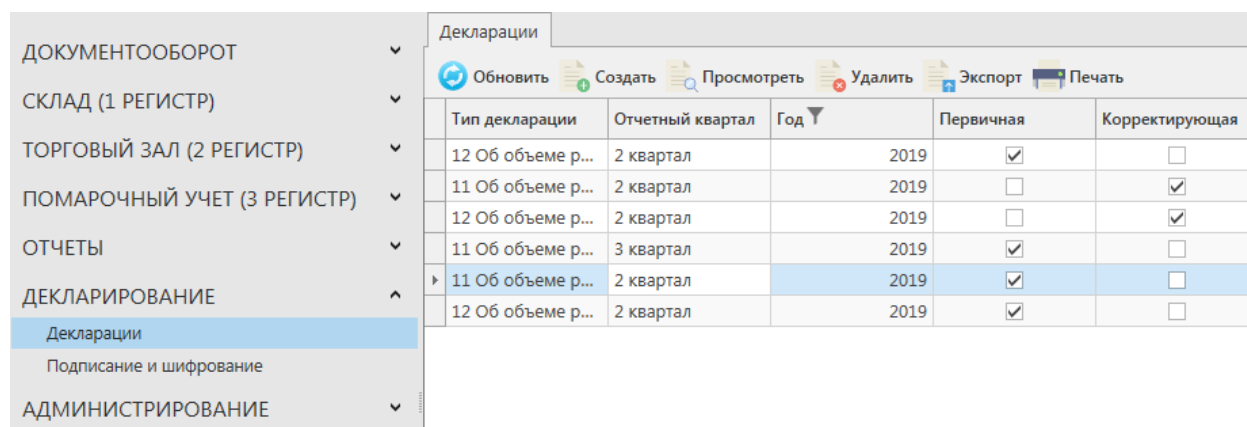 ДОКУМЕНТООБОРОТ
СКЛАД (1 РЕГИСТР)
ТОРГОВЫЙ ЗАЛ (2 РЕГИСТР)
ПОМАРОЧНЫЙ УЧЕТ (3 РЕГИСТР)
ОТЧЕТЫ
ДЕКЛАРИРОВАНИЕ
Декларации
Подписание и шифрование
АДМИНИСТРИРОВАНИЕ
Декларации
Обновить Создать Просмотреть Удалить Экспорт Печать
Тип декларации Отчетный квартал Год Первичная Корректирующая
12 Об объеме р... 2 квартал 2019
11 Об объеме р... 2 квартал 2019
12 Об объеме р... 2 квартал 2019
11 Об объеме р... 3 квартал 2019
11 Об объеме р... 2 квартал 2019
12 Об объеме р... 2 квартал 2019